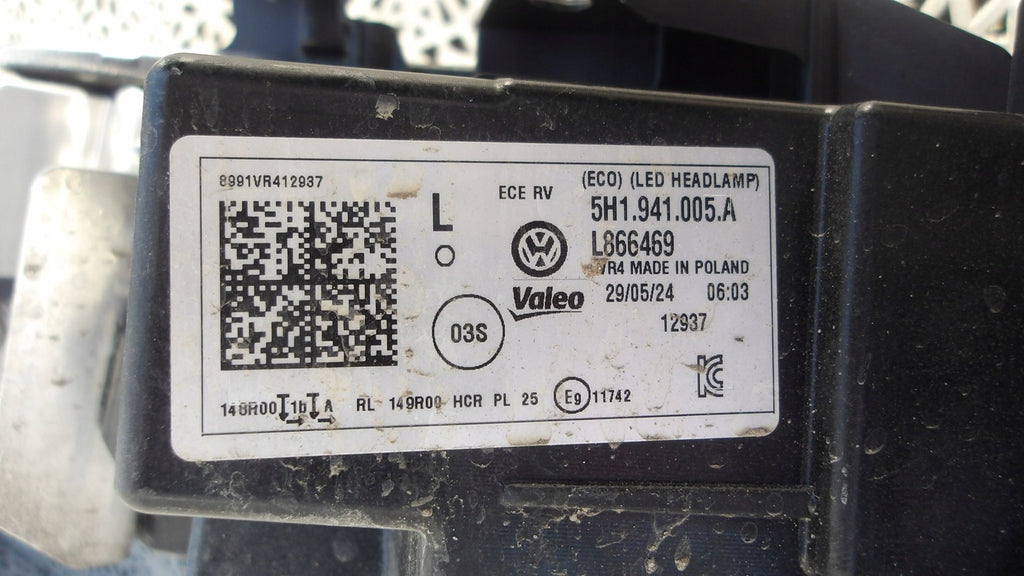 8991VR412937
L
ECE RV
(ECO) (LED HEADLAMP)
5H1.941.005.A
L866469
VR4 MADE IN POLAND
Valeo
29/05/24 06:03
12937
03S
148R00 1b A RL 149R00 HCR PL 25 E9 11742